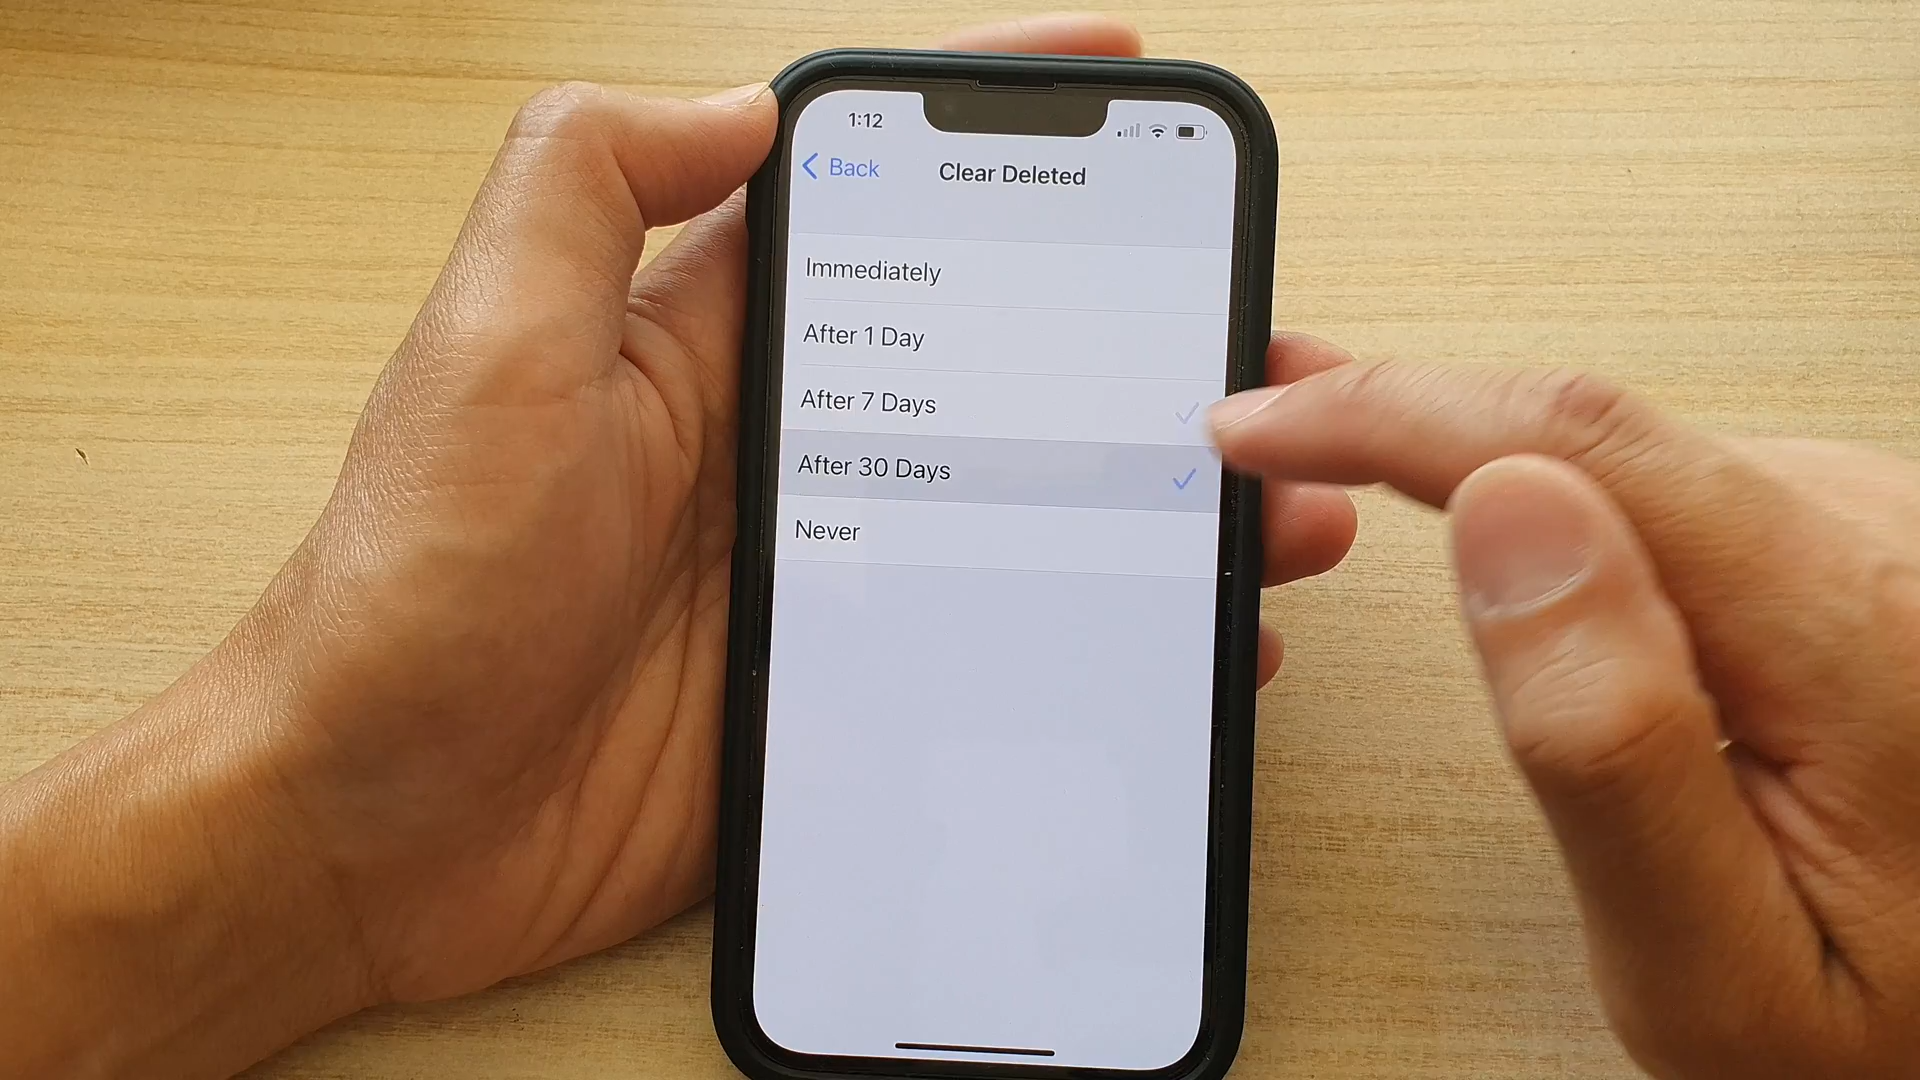 1:12
Back
Clear Deleted
Immediately
After 1 Day
After 7 Days
After 30 Days
Never